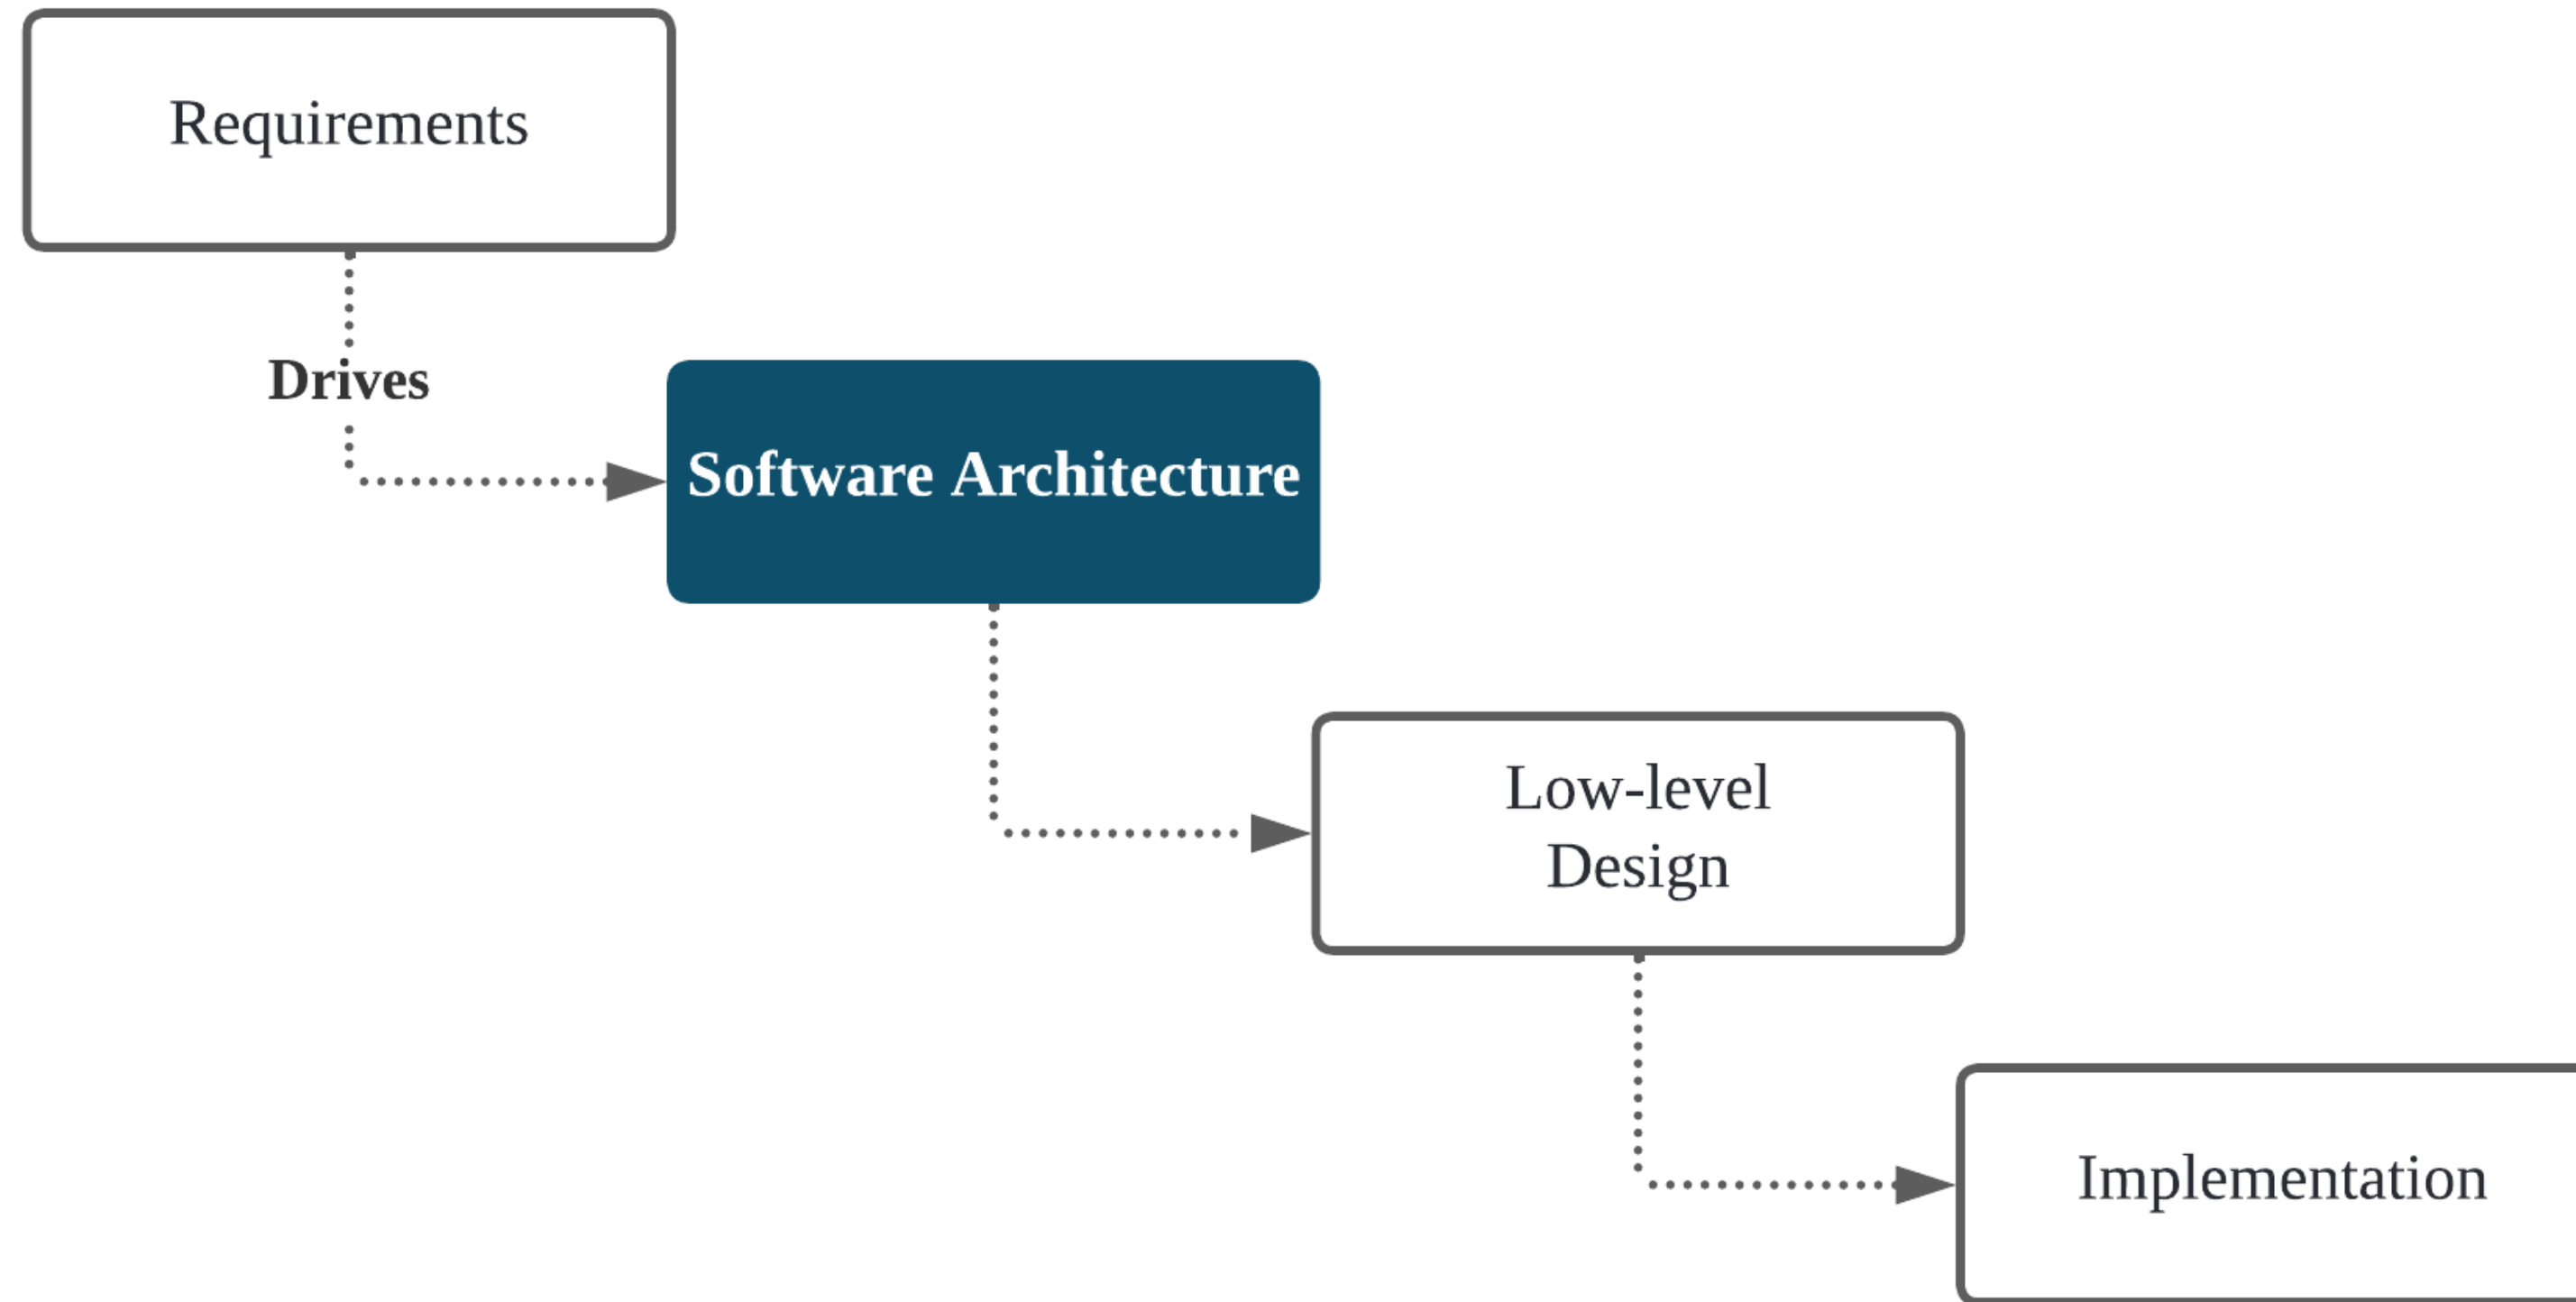 Requirements
Drives
Software Architecture
Low-level
Design
Implementation